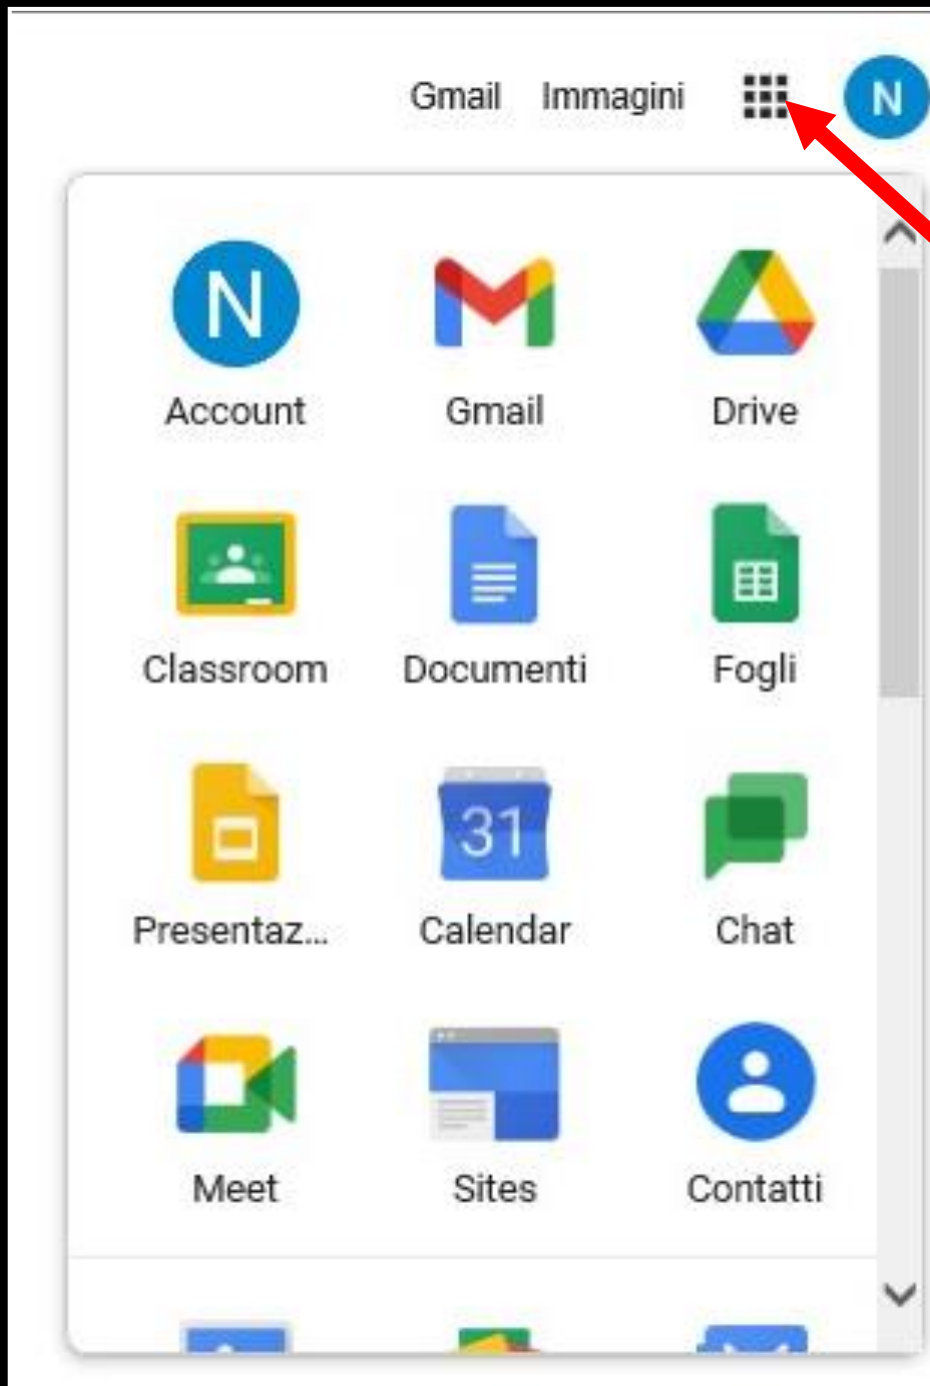 Gmail Immagini N
N
Account Gmail Drive
Classroom Documenti Fogli
31
Presentaz... Calendar Chat
Meet Sites Contatti